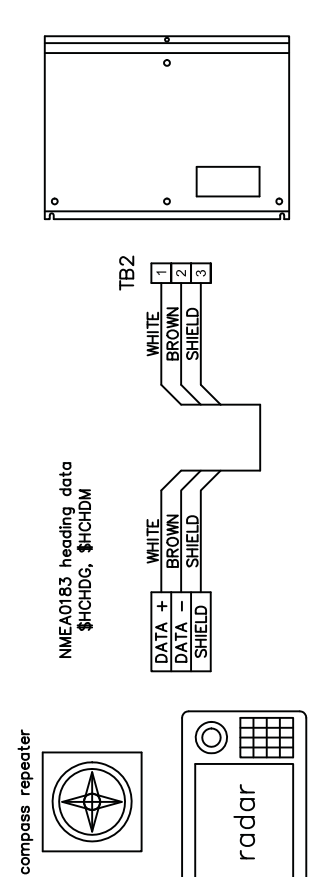 TB2
1
2
3
WHITE
BROWN
SHIELD
NMEA0183 heading data
$HCHDG, $HCHDM
WHITE
BROWN
SHIELD
DATA +
DATA −
SHIELD
compass repeater
radar